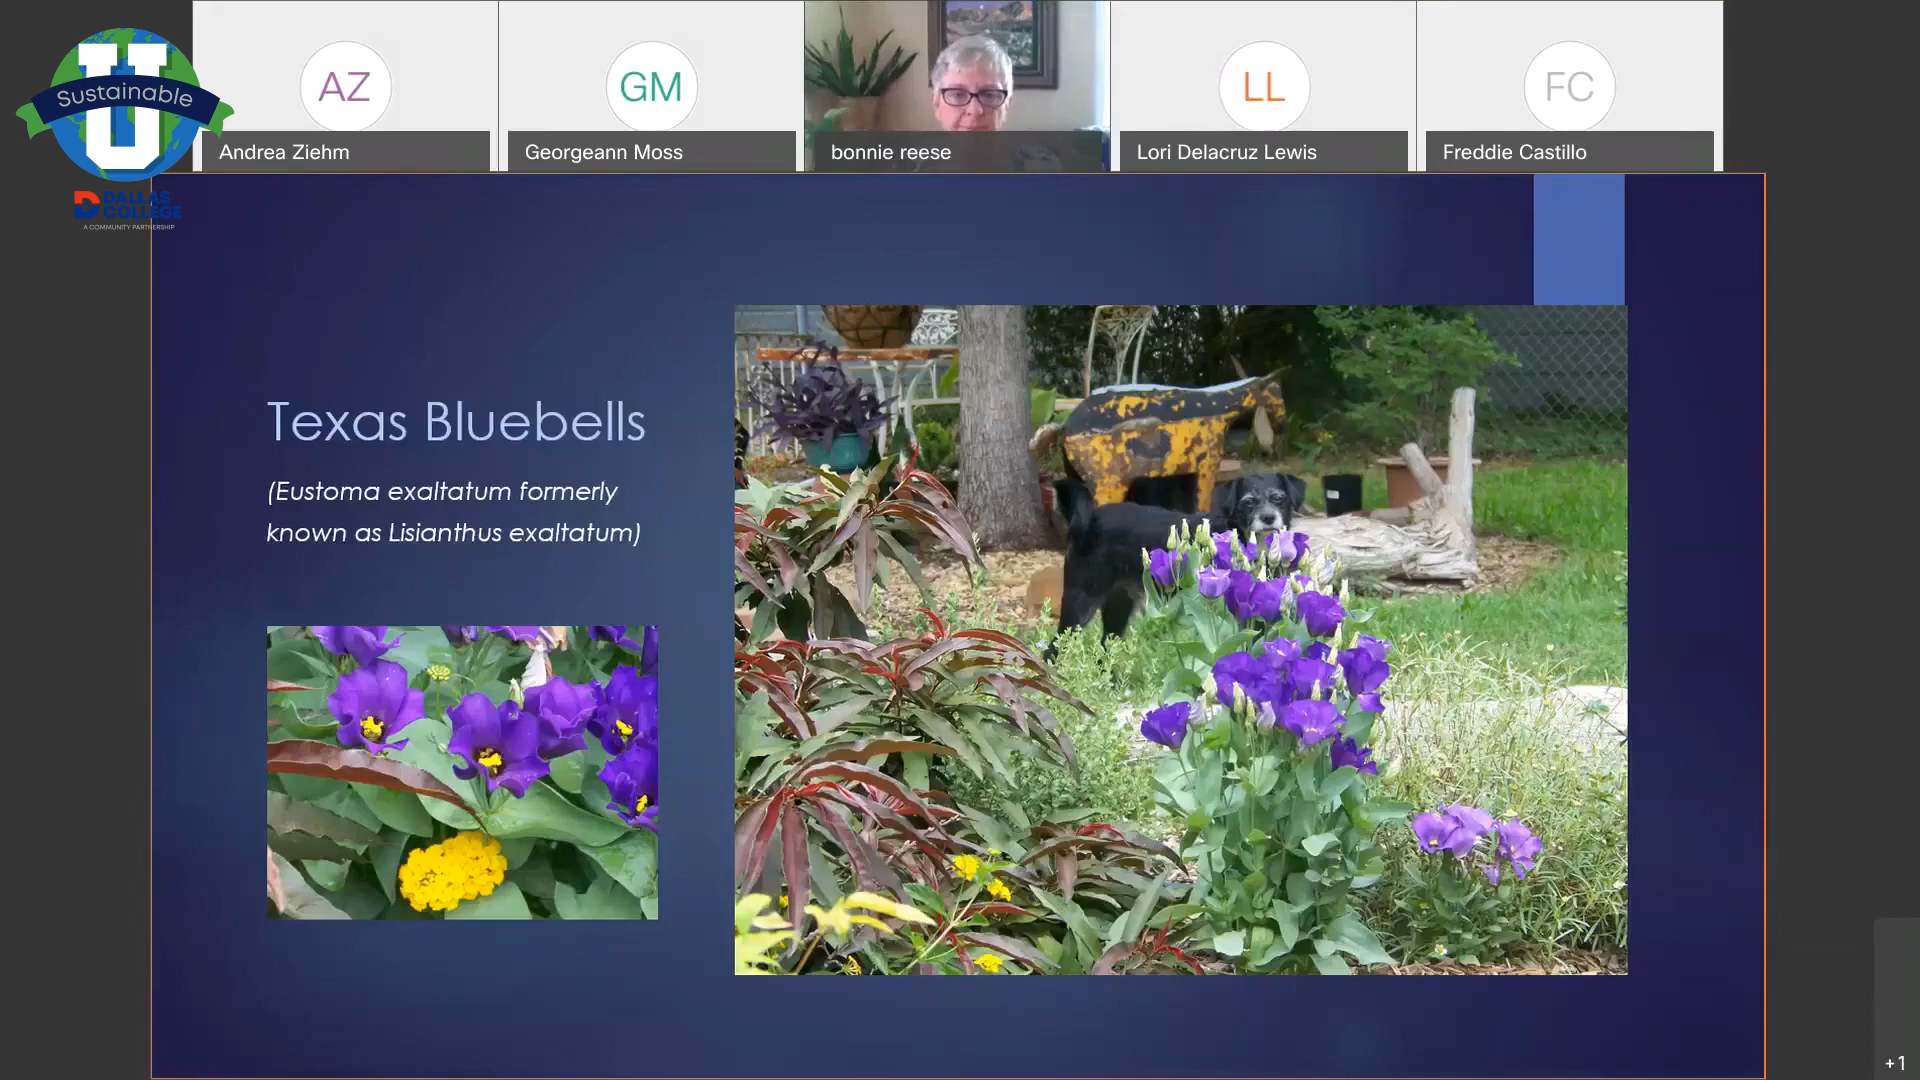 Sustainable
U
DALLAS
COLLEGE
A COMMUNITY PARTNERSHIP
AZ
Andrea Ziehm
GM
Georgeann Moss
bonnie reese
LL
Lori Delacruz Lewis
FC
Freddie Castillo
Texas Bluebells
(Eustoma exaltatum formerly
known as Lisianthus exaltatum)
+1